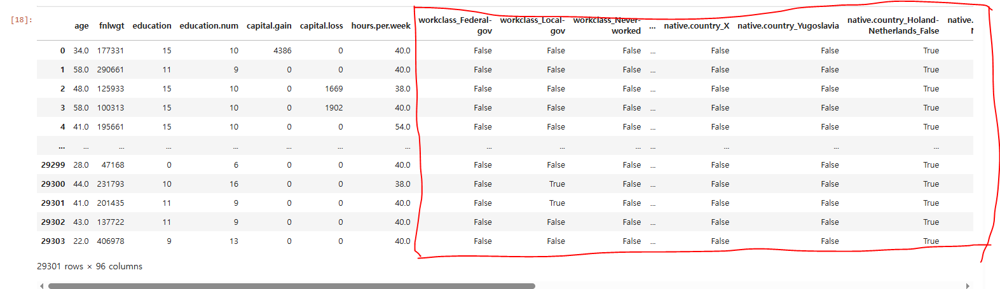 [18]:
age fnlwgt education education.num capital.gain capital.loss hours.per.week workclass_Federal-gov workclass_Local-gov workclass_Never-worked ... native.country_X native.country_Yugoslavia native.country_Holand-Netherlands_False native.
0 34.0 177331 15 10 4386 0 40.0 False False False ... False False True
1 58.0 290661 11 9 0 0 40.0 False False False ... False False True
2 48.0 125933 15 10 0 1669 38.0 False False False ... False False True
3 58.0 100313 15 10 0 1902 40.0 False False False ... False False True
4 41.0 195661 15 10 0 0 54.0 False False False ... False False True
... ... ... ... ... ... ... ... ... ... ... ... ... ...
29299 28.0 47168 0 6 0 0 40.0 False False False ... False False True
29300 44.0 231793 10 16 0 0 38.0 False True False ... False False True
29301 41.0 201435 11 9 0 0 40.0 False True False ... False False True
29302 43.0 137722 11 9 0 0 40.0 False False False ... False False True
29303 22.0 406978 9 13 0 0 40.0 False False False ... False False True
29301 rows × 96 columns